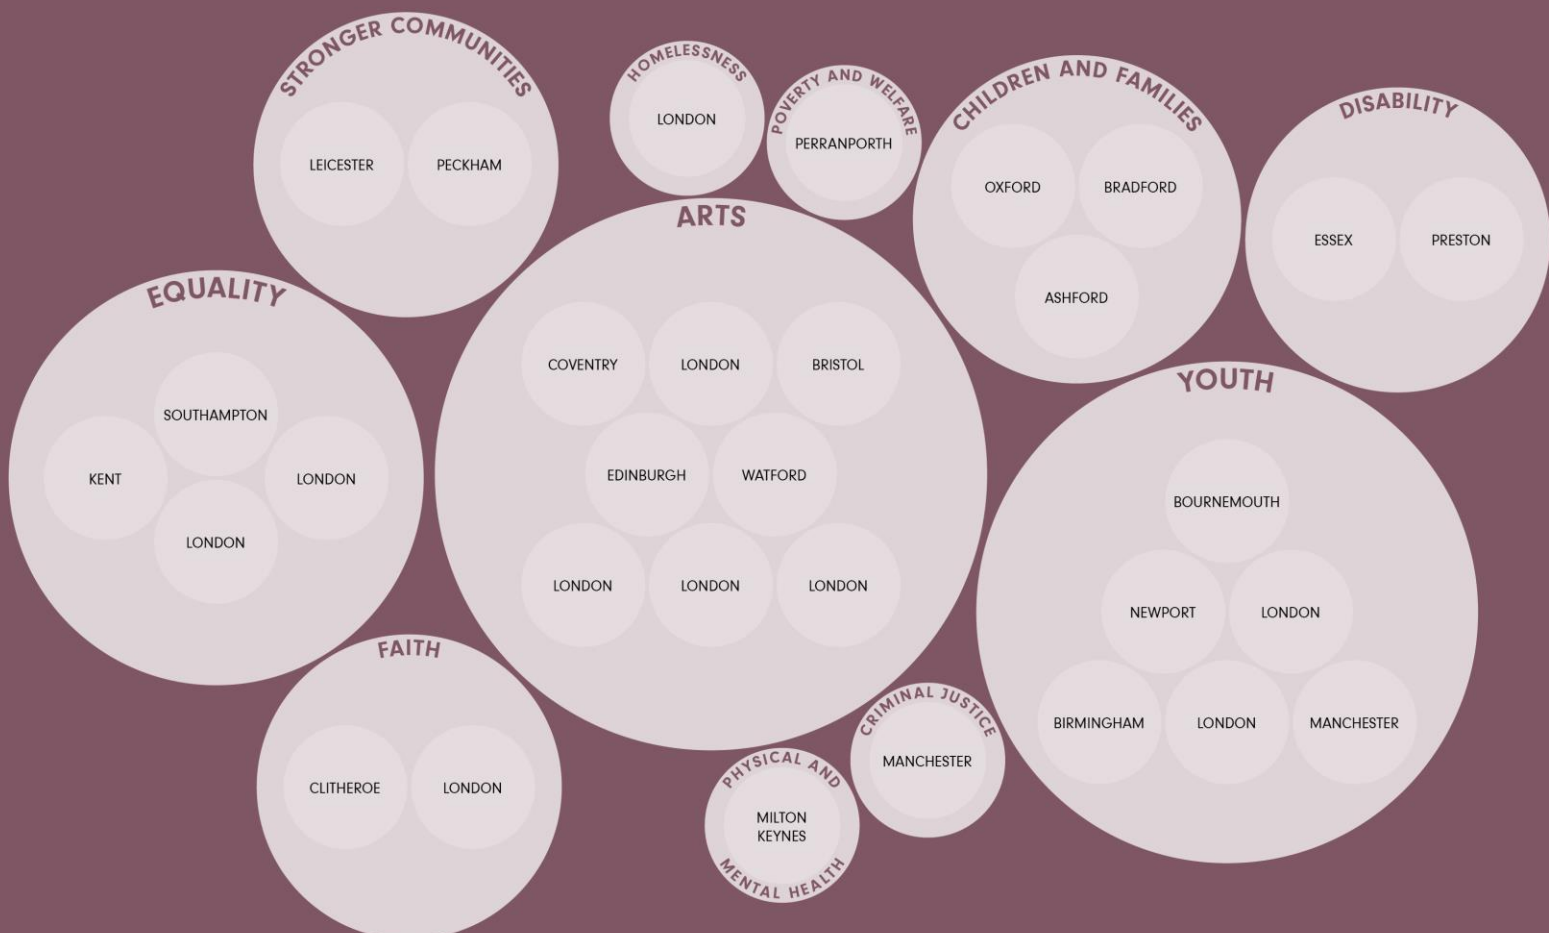 STRONGER COMMUNITIES
LEICESTER
PECKHAM
HOMELESSNESS
LONDON
POVERTY AND WELFARE
PERRANPORTH
CHILDREN AND FAMILIES
OXFORD
BRADFORD
ASHFORD
DISABILITY
ESSEX
PRESTON
EQUALITY
SOUTHAMPTON
KENT
LONDON
LONDON
ARTS
COVENTRY
LONDON
BRISTOL
EDINBURGH
WATFORD
LONDON
LONDON
LONDON
YOUTH
BOURNEMOUTH
NEWPORT
LONDON
BIRMINGHAM
LONDON
MANCHESTER
FAITH
CLITHEROE
LONDON
PHYSICAL AND
MILTON
KEYNES
MENTAL HEALTH
CRIMINAL JUSTICE
MANCHESTER